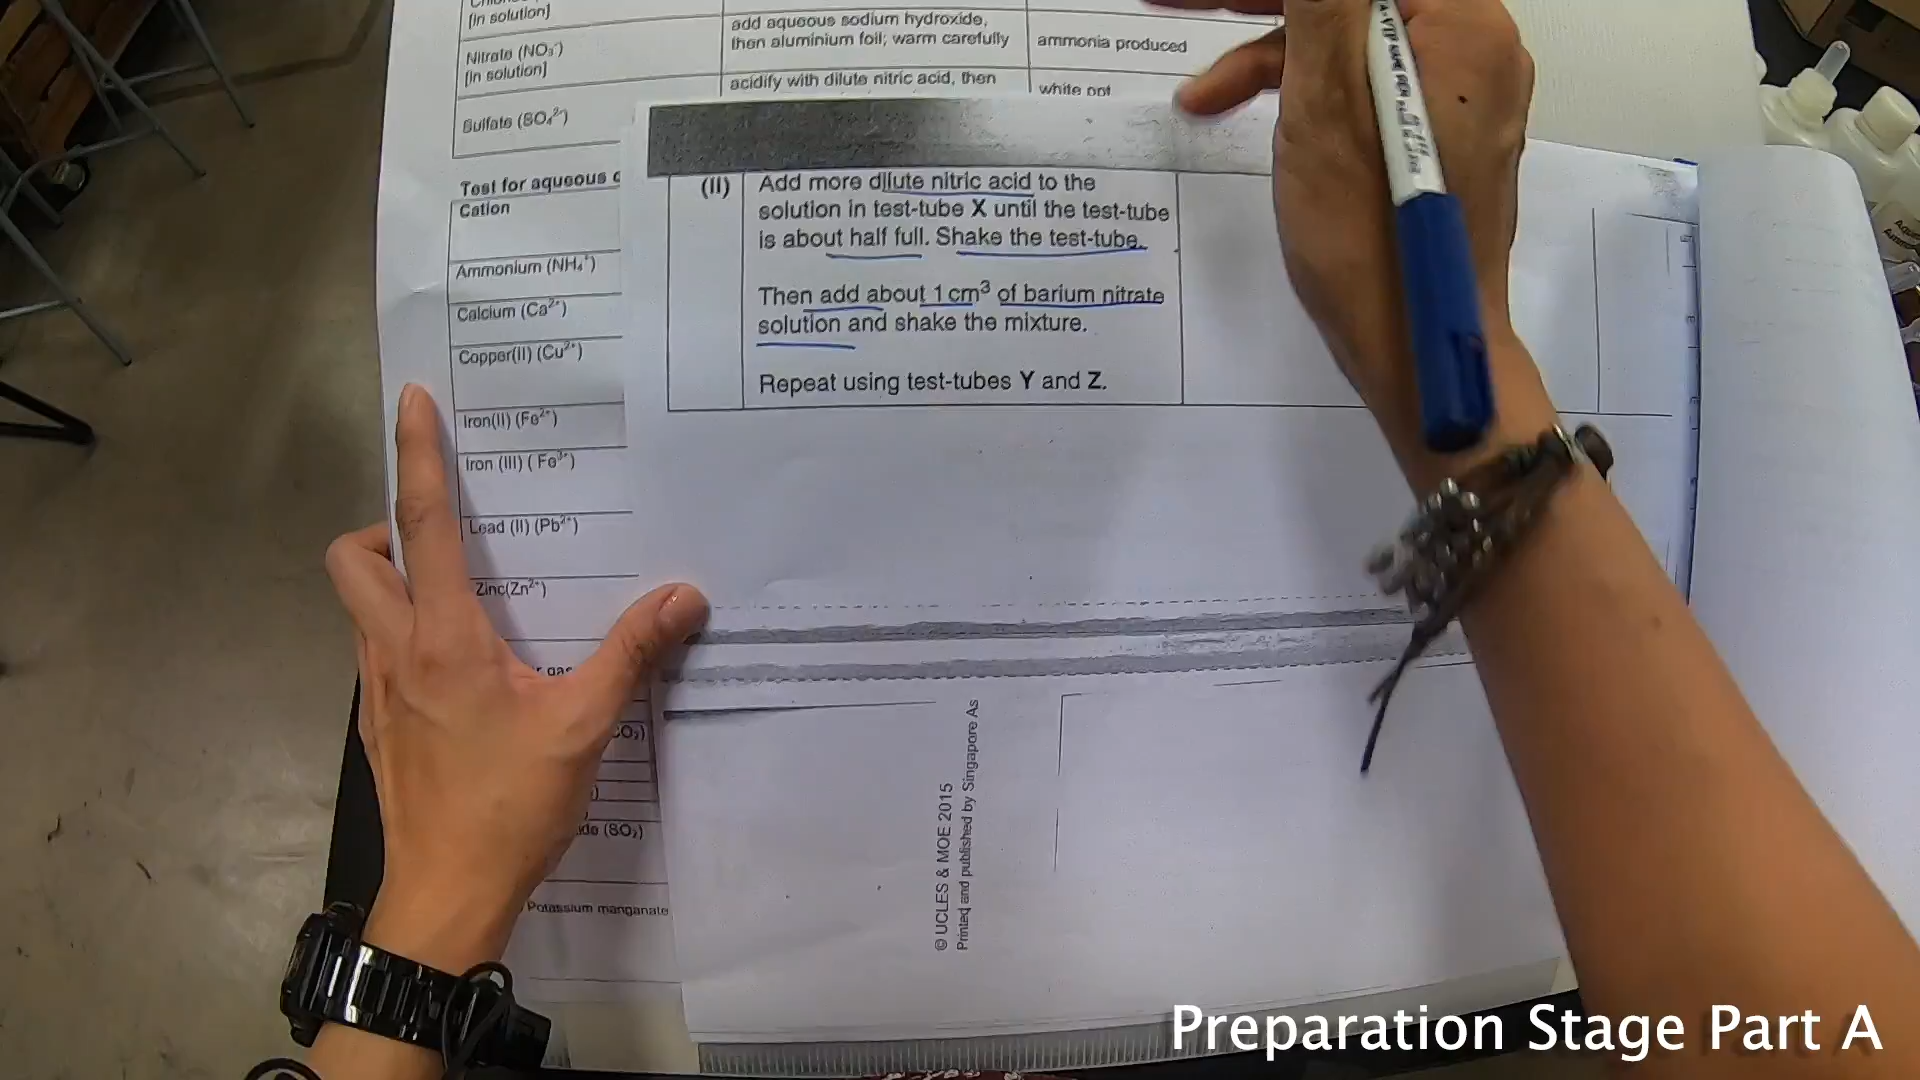 [in solution]
Nitrate (NO₃⁻)
[in solution]
add aqueous sodium hydroxide,
then aluminium foil; warm carefully
ammonia produced
Sulfate (SO₄²⁻)
acidify with dilute nitric acid, then
white ppt
Test for aqueous c
Cation
Ammonium (NH₄⁺)
Calcium (Ca²⁺)
Copper(II) (Cu²⁺)
Iron(II) (Fe²⁺)
Iron (III) ( Fe³⁺)
Lead (II) (Pb²⁺)
Zinc(Zn²⁺)
(II) Add more dilute nitric acid to the
solution in test-tube X until the test-tube
is about half full. Shake the test-tube.
Then add about 1 cm³ of barium nitrate
solution and shake the mixture.
Repeat using test-tubes Y and Z.
CO₂)
ide (SO₂)
Potassium manganate
© UCLES & MOE 2015
Printed and published by Singapore As
Preparation Stage Part A